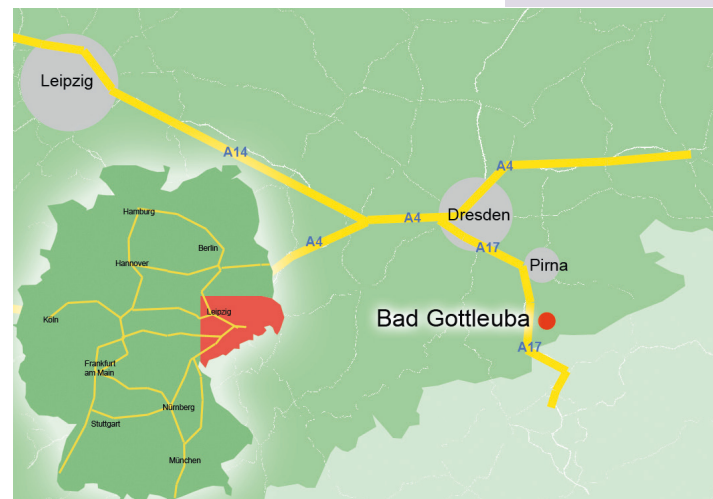 Leipzig
A14
A4
A4
A4
Dresden
A17
Pirna
Bad Gottleuba
A17
Hamburg
Berlin
Hannover
Leipzig
Koln
Frankfurt
am Main
Nürnberg
Stuttgart
München